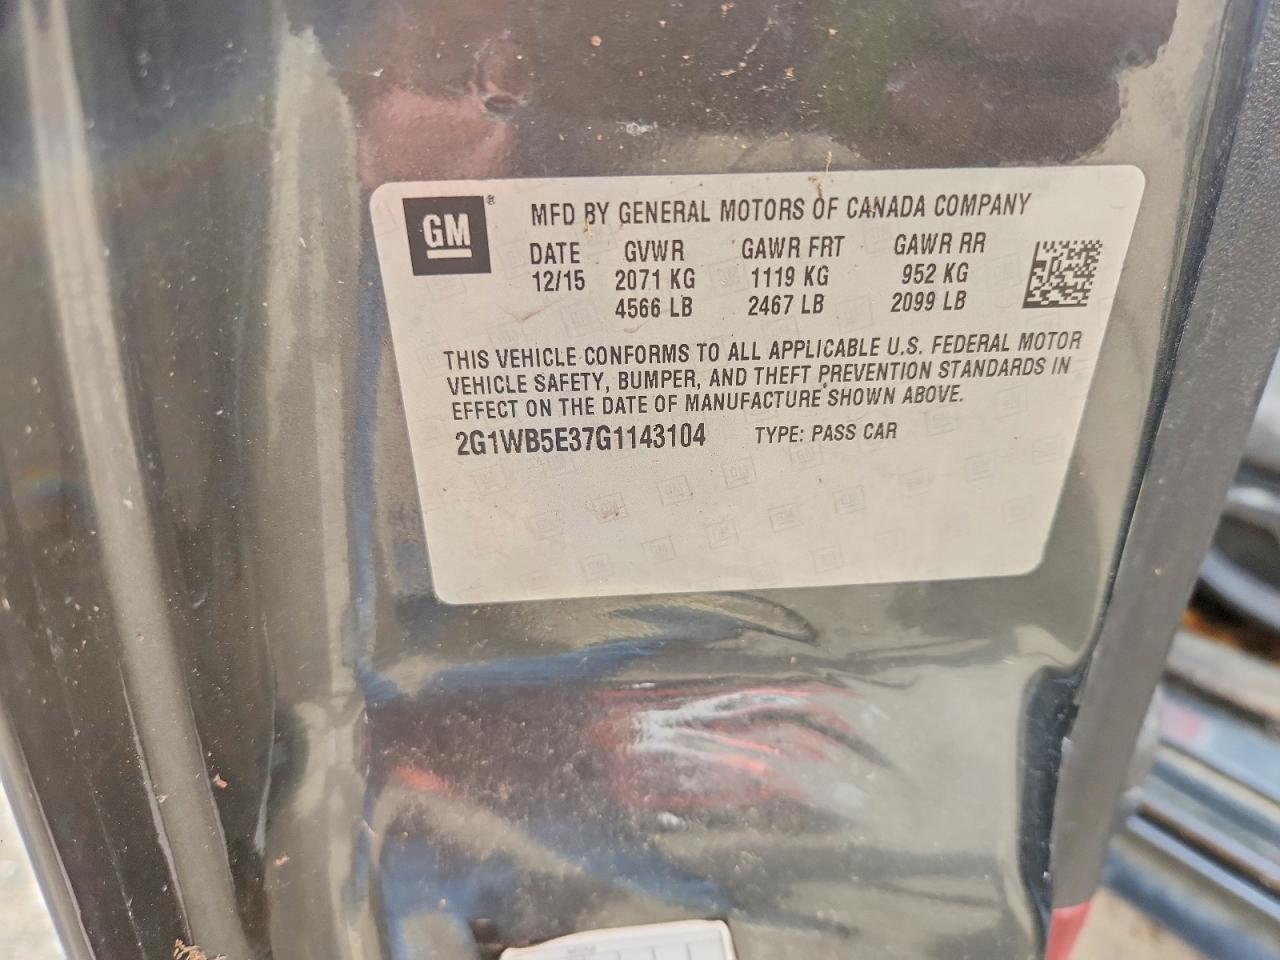 GM®
MFD BY GENERAL MOTORS OF CANADA COMPANY
DATE GVWR GAWR FRT GAWR RR
12/15 2071 KG 1119 KG 952 KG
4566 LB 2467 LB 2099 LB
THIS VEHICLE CONFORMS TO ALL APPLICABLE U.S. FEDERAL MOTOR
VEHICLE SAFETY, BUMPER, AND THEFT PREVENTION STANDARDS IN
EFFECT ON THE DATE OF MANUFACTURE SHOWN ABOVE.
2G1WB5E37G1143104 TYPE: PASS CAR